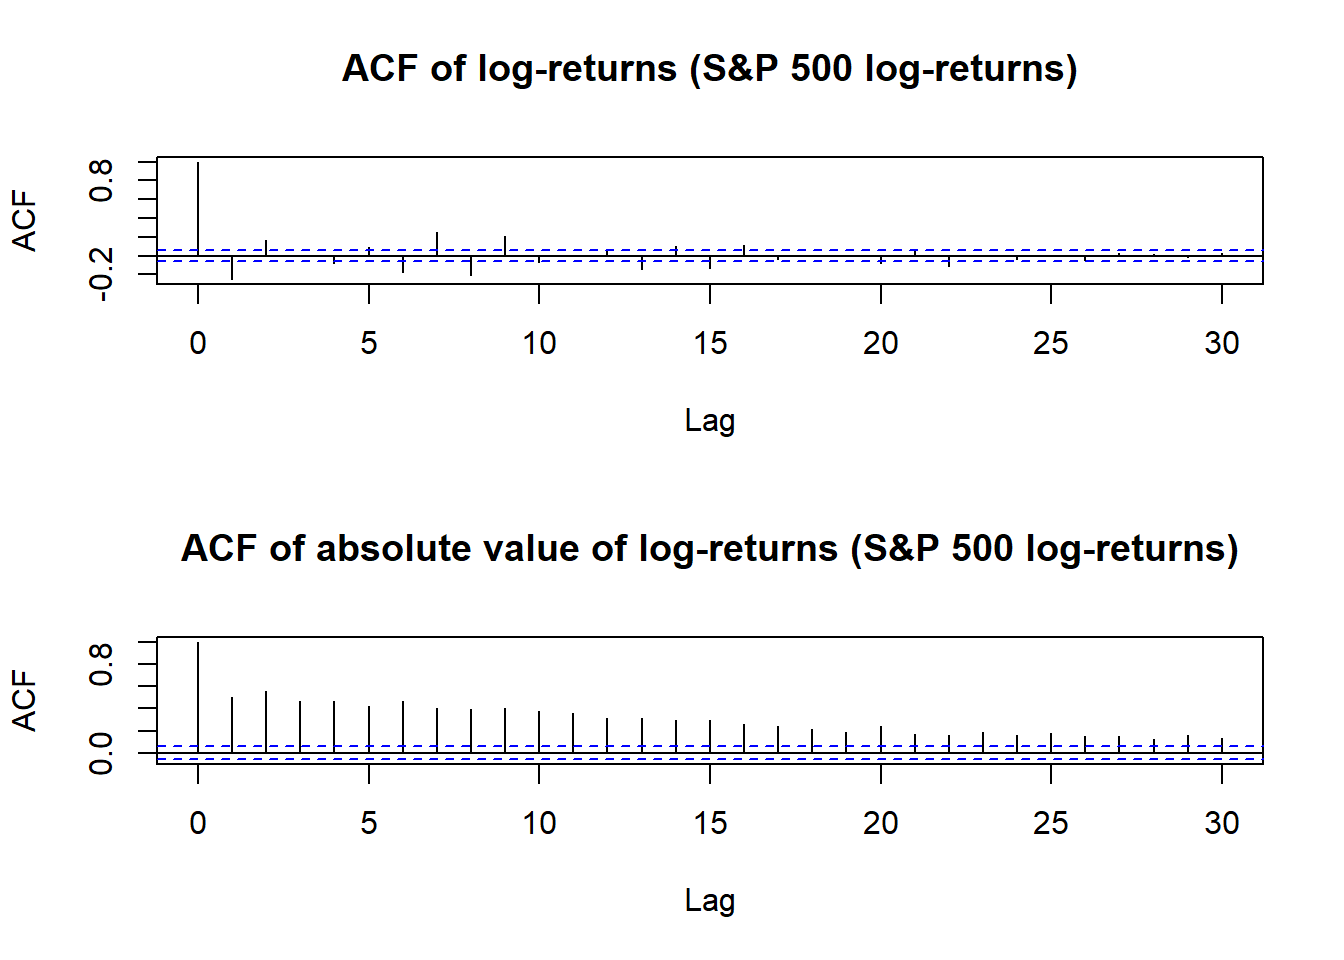 ACF of log-returns (S&P 500 log-returns)
ACF
0.8
-0.2
0 5 10 15 20 25 30
Lag
ACF of absolute value of log-returns (S&P 500 log-returns)
ACF
0.8
0.0
0 5 10 15 20 25 30
Lag